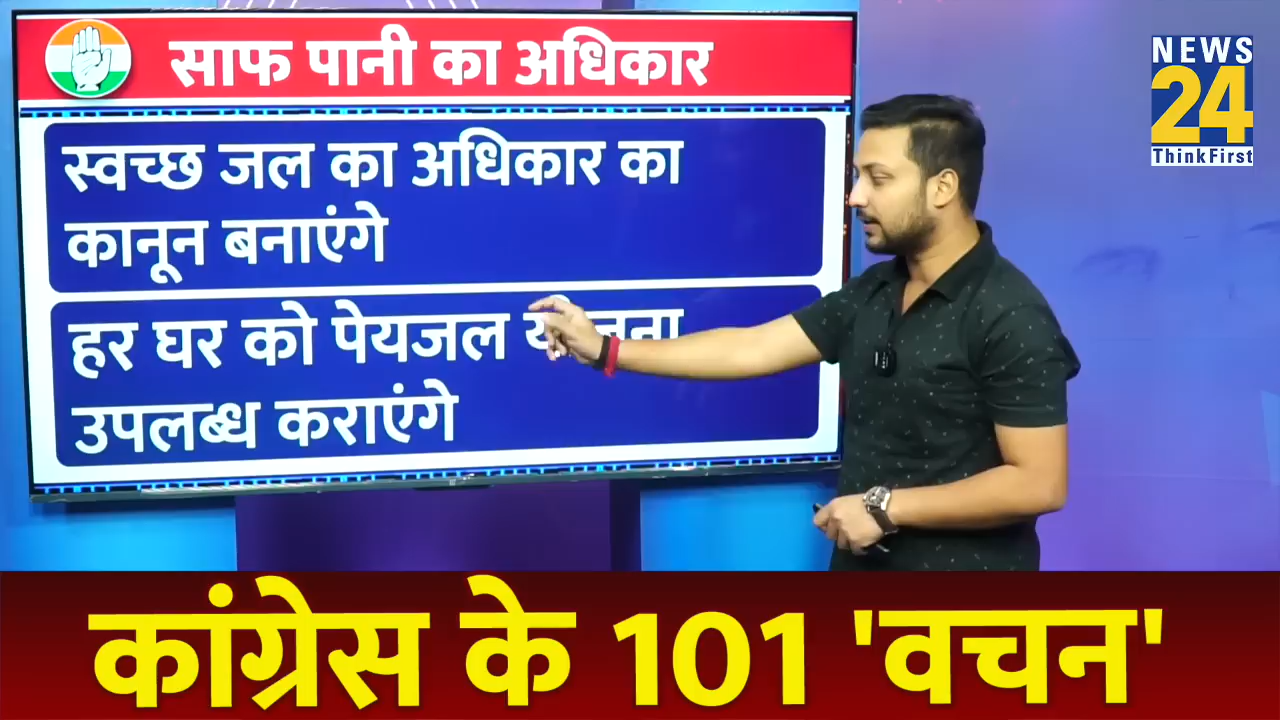 साफ पानी का अधिकार
स्वच्छ जल का अधिकार का
कानून बनाएंगे
हर घर को पेयजल
उपलब्ध कराएंगे
NEWS
24
ThinkFirst
कांग्रेस के 101 'वचन'